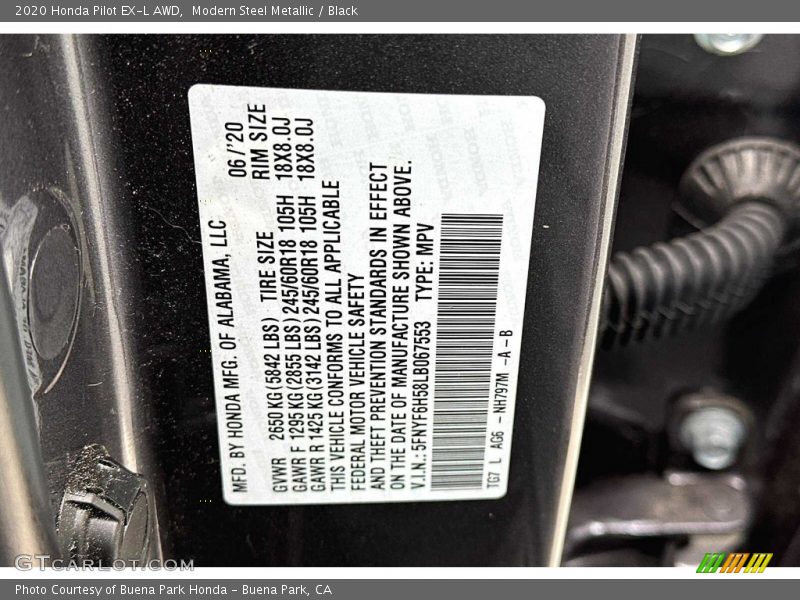 2020 Honda Pilot EX-L AWD, Modern Steel Metallic / Black
MFD. BY HONDA MFG. OF ALABAMA, LLC 06/'20
GVWR 2650 KG (5842 LBS) TIRE SIZE RIM SIZE
GAWR F 1295 KG (2855 LBS) 245/60R18 105H 18X8.0J
GAWR R 1425 KG (3142 LBS) 245/60R18 105H 18X8.0J
THIS VEHICLE CONFORMS TO ALL APPLICABLE
FEDERAL MOTOR VEHICLE SAFETY
AND THEFT PREVENTION STANDARDS IN EFFECT
ON THE DATE OF MANUFACTURE SHOWN ABOVE.
V.I.N.: 5FNYF6H58LB067553 TYPE: MPV
TG7 L AG6 - NH797M -A-B
GTCarLot.com
Photo Courtesy of Buena Park Honda - Buena Park, CA